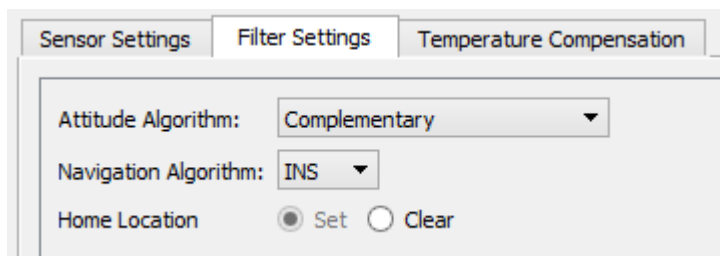 Sensor Settings Filter Settings Temperature Compensation
Attitude Algorithm: Complementary
Navigation Algorithm: INS
Home Location Set Clear